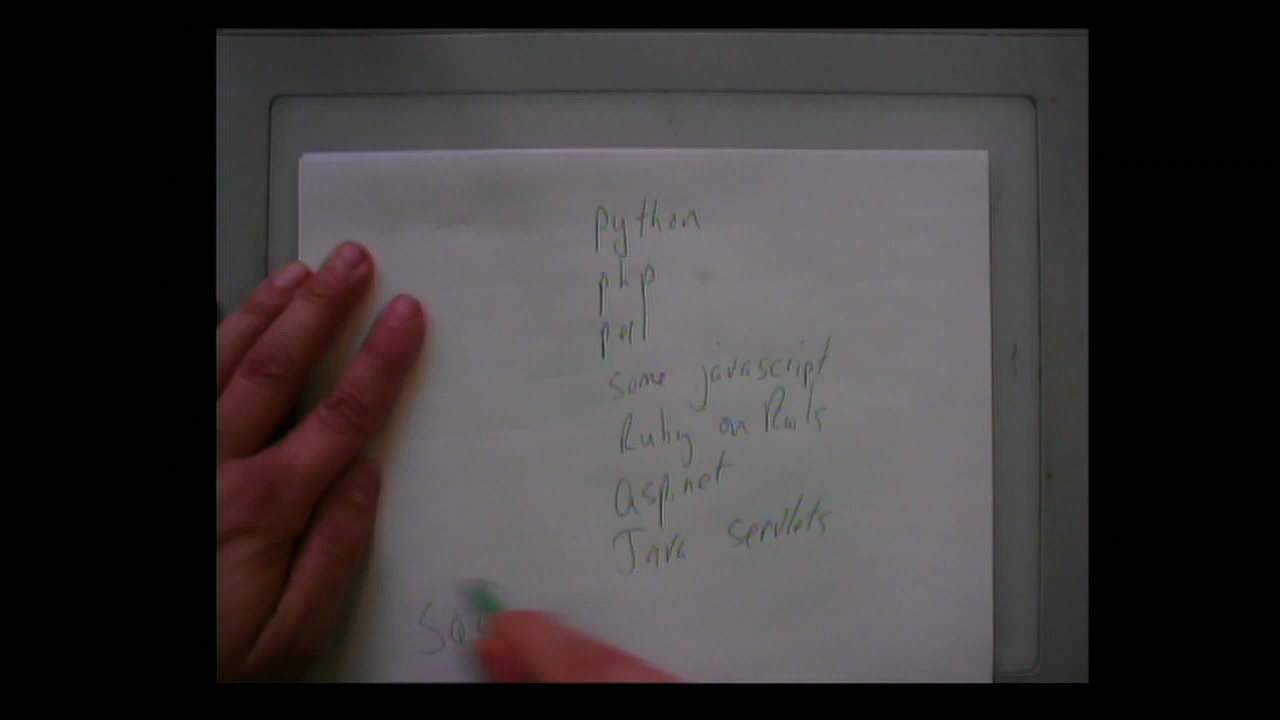 python
php
perl
some javascript
Ruby on Rails
asp.net
Java servlets